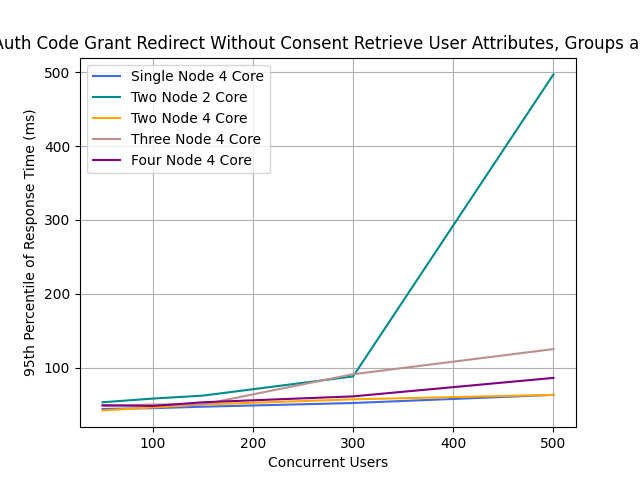 Auth Code Grant Redirect Without Consent Retrieve User Attributes, Groups a
Single Node 4 Core
Two Node 2 Core
Two Node 4 Core
Three Node 4 Core
Four Node 4 Core
95th Percentile of Response Time (ms)
500
400
300
200
100
100 200 300 400 500
Concurrent Users